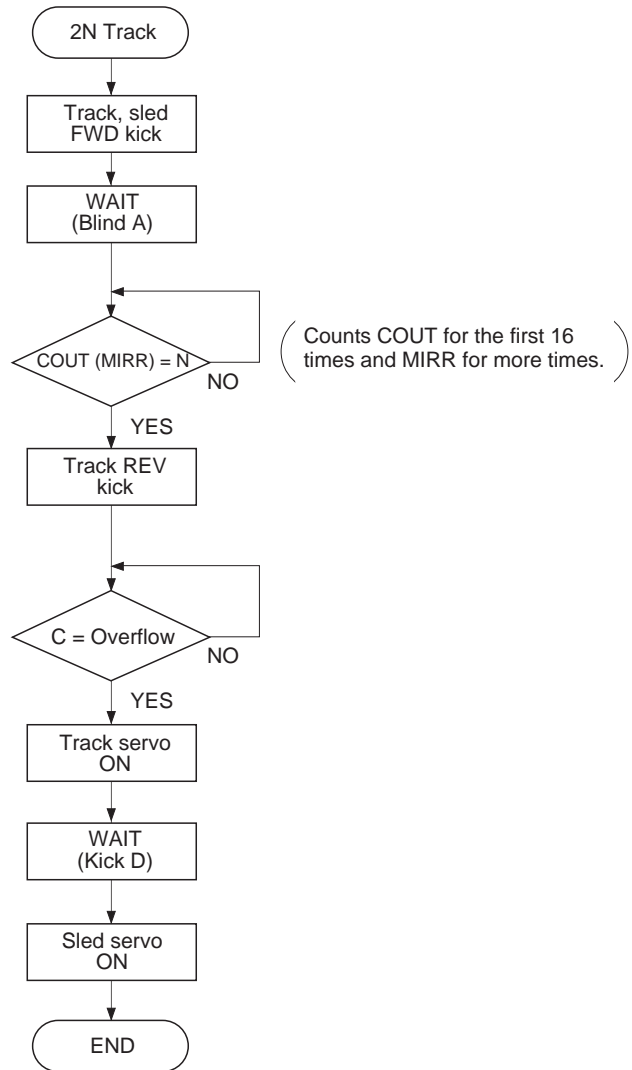 2N Track
Track, sled
FWD kick
WAIT
(Blind A)
COUT (MIRR) = N
NO
(Counts COUT for the first 16
times and MIRR for more times.)
YES
Track REV
kick
C = Overflow
NO
YES
Track servo
ON
WAIT
(Kick D)
Sled servo
ON
END